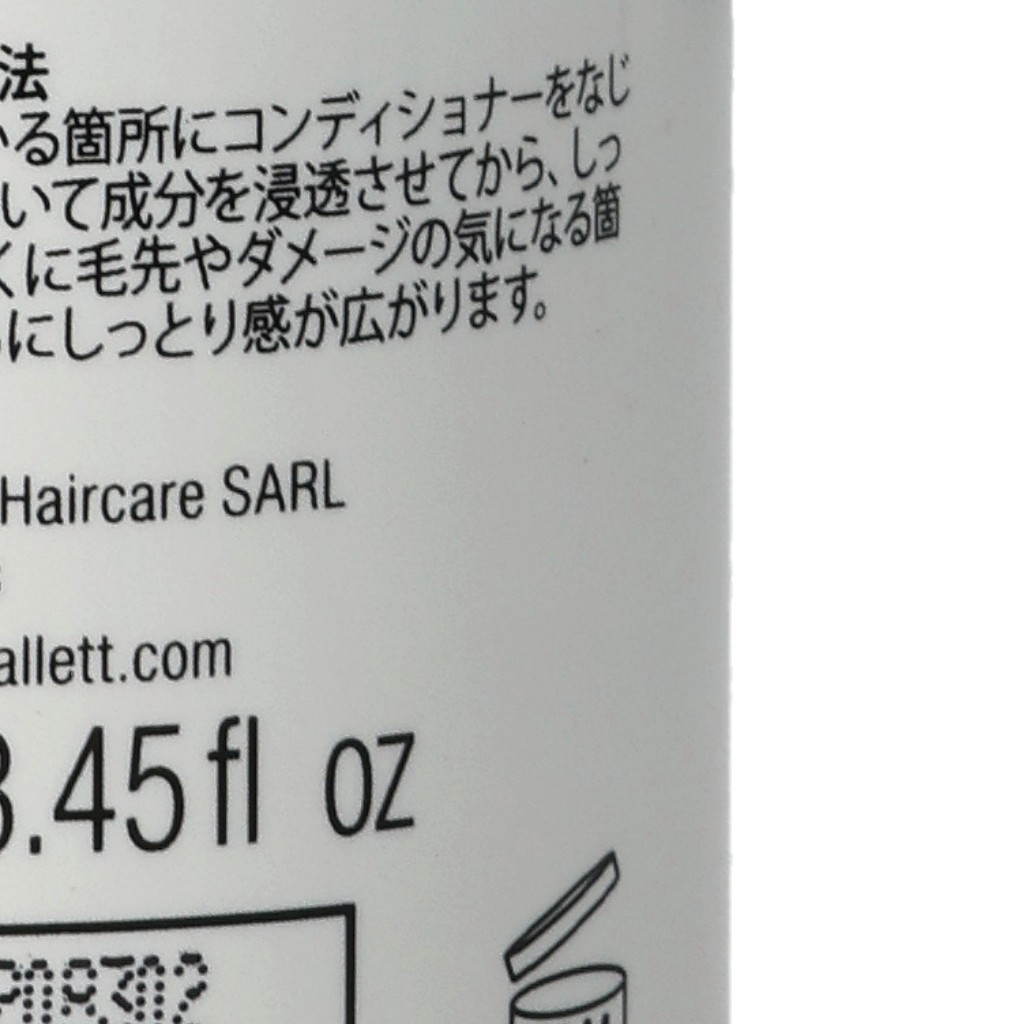 法
る箇所にコンディショナーをなじ
いて成分を浸透させてから、しっ
くに毛先やダメージの気になる箇
にしっとり感が広がります。
Haircare SARL
allett.com
.45 fl oz